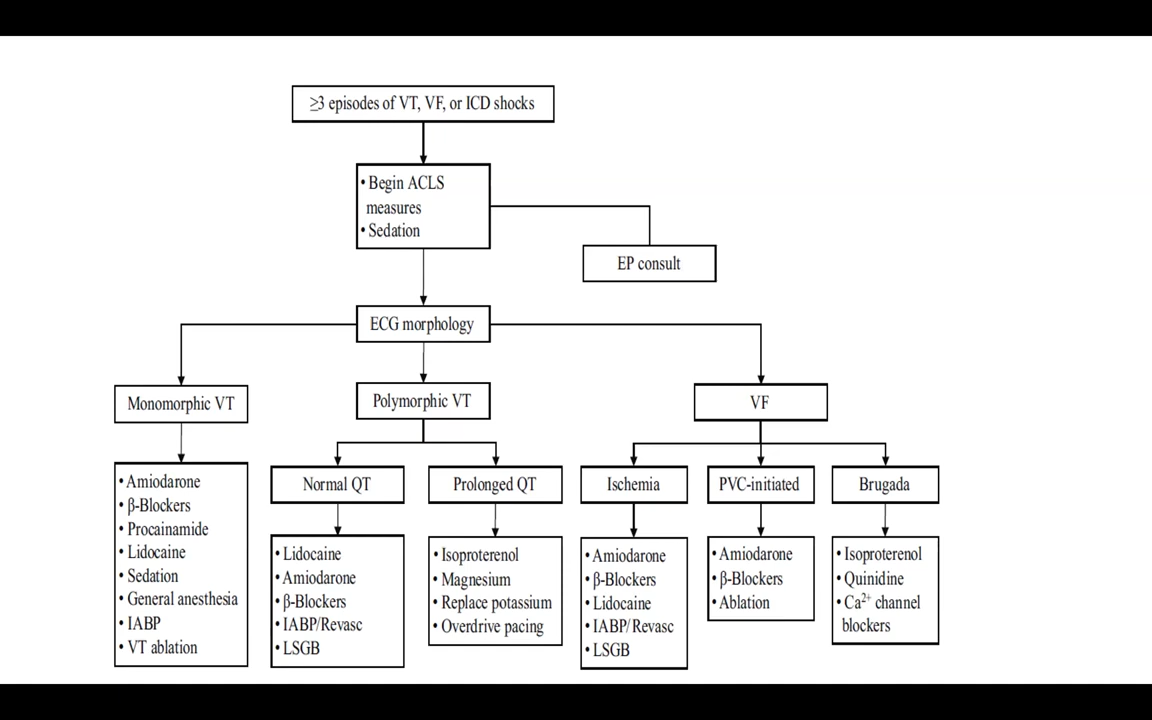 ≥3 episodes of VT, VF, or ICD shocks
• Begin ACLS
measures
• Sedation
EP consult
ECG morphology
Monomorphic VT
Polymorphic VT
VF
Normal QT
Prolonged QT
Ischemia
PVC-initiated
Brugada
• Amiodarone
• β-Blockers
• Procainamide
• Lidocaine
• Sedation
• General anesthesia
• IABP
• VT ablation
• Lidocaine
• Amiodarone
• β-Blockers
• IABP/Revasc
• LSGB
• Isoproterenol
• Magnesium
• Replace potassium
• Overdrive pacing
• Amiodarone
• β-Blockers
• Lidocaine
• IABP/Revasc
• LSGB
• Amiodarone
• β-Blockers
• Ablation
• Isoproterenol
• Quinidine
• Ca²⁺ channel
blockers